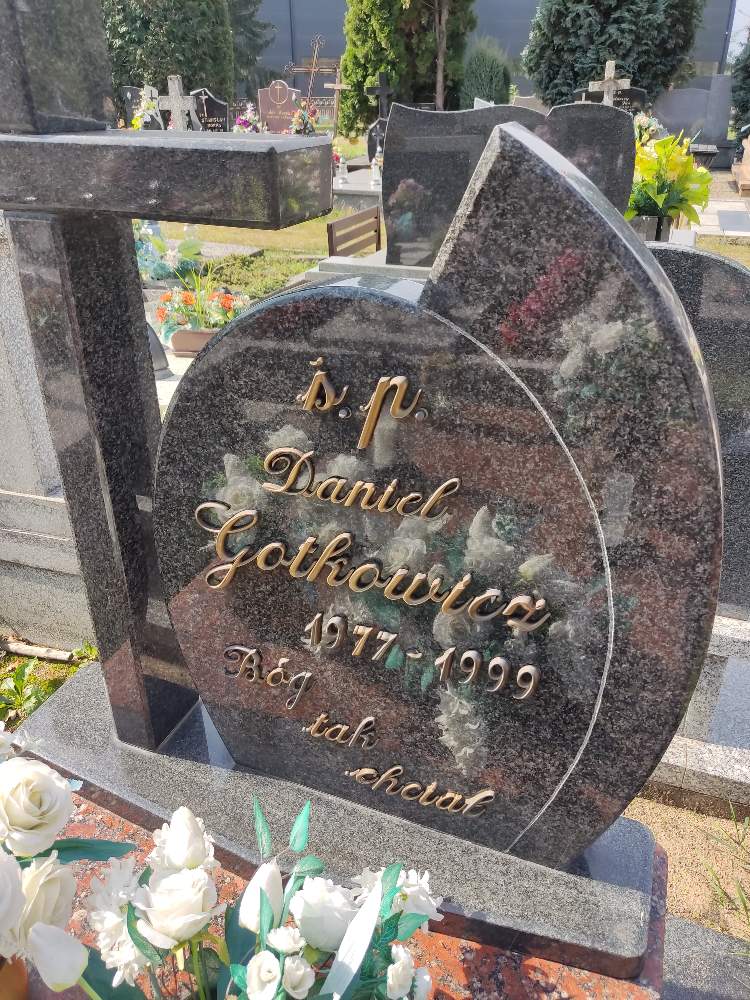 ś.p.
Daniel
Gotkowicz
1977-1999
Bóg
...tak
...chciał